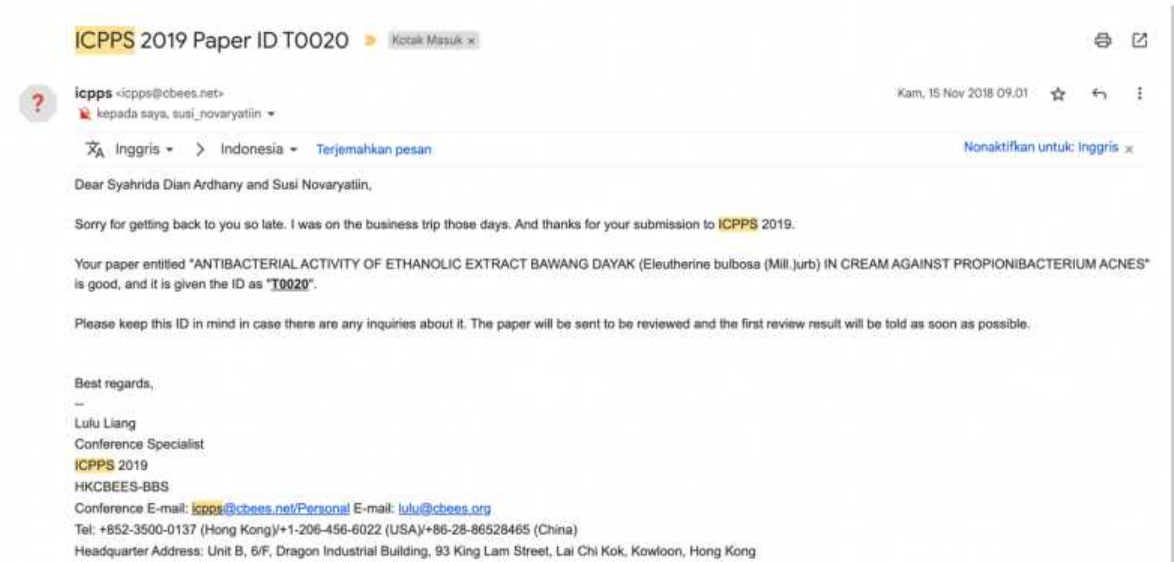 ICPPS 2019 Paper ID T0020 Kotak Masuk ×
icpps <icpps@cbees.net> Kam, 15 Nov 2018 09.01
kepada saya, susi_novaryatiin
Inggris > Indonesia Terjemahkan pesan Nonaktifkan untuk: Inggris ×
Dear Syahrida Dian Ardhany and Susi Novaryatiin,
Sorry for getting back to you so late. I was on the business trip those days. And thanks for your submission to ICPPS 2019.
Your paper entitled "ANTIBACTERIAL ACTIVITY OF ETHANOLIC EXTRACT BAWANG DAYAK (Eleutherine bulbosa (Mill.)urb) IN CREAM AGAINST PROPIONIBACTERIUM ACNES"
is good, and it is given the ID as "T0020".
Please keep this ID in mind in case there are any inquiries about it. The paper will be sent to be reviewed and the first review result will be told as soon as possible.
Best regards,
--
Lulu Liang
Conference Specialist
ICPPS 2019
HKCBEES-BBS
Conference E-mail: icpps@cbees.net/Personal E-mail: lulu@cbees.org
Tel: +852-3500-0137 (Hong Kong)/+1-206-456-6022 (USA)/+86-28-86528465 (China)
Headquarter Address: Unit B, 6/F, Dragon Industrial Building, 93 King Lam Street, Lai Chi Kok, Kowloon, Hong Kong